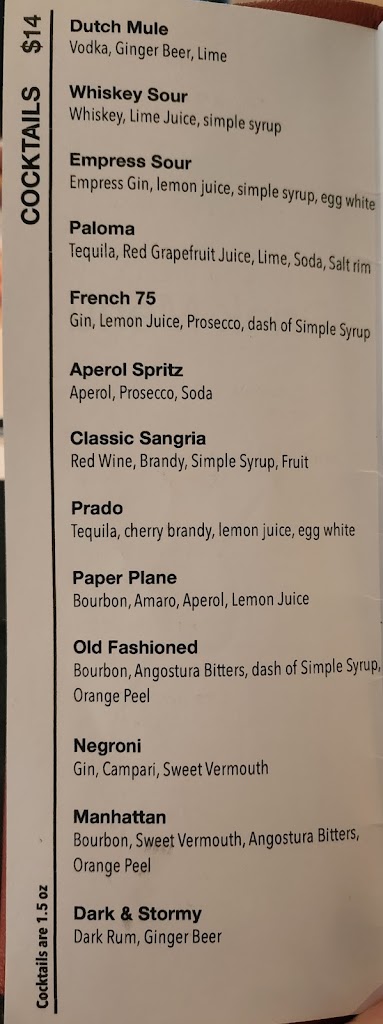 COCKTAILS $14
Dutch Mule
Vodka, Ginger Beer, Lime
Whiskey Sour
Whiskey, Lime Juice, simple syrup
Empress Sour
Empress Gin, lemon juice, simple syrup, egg white
Paloma
Tequila, Red Grapefruit Juice, Lime, Soda, Salt rim
French 75
Gin, Lemon Juice, Prosecco, dash of Simple Syrup
Aperol Spritz
Aperol, Prosecco, Soda
Classic Sangria
Red Wine, Brandy, Simple Syrup, Fruit
Prado
Tequila, cherry brandy, lemon juice, egg white
Paper Plane
Bourbon, Amaro, Aperol, Lemon Juice
Old Fashioned
Bourbon, Angostura Bitters, dash of Simple Syrup,
Orange Peel
Negroni
Gin, Campari, Sweet Vermouth
Manhattan
Bourbon, Sweet Vermouth, Angostura Bitters,
Orange Peel
Dark & Stormy
Dark Rum, Ginger Beer
Cocktails are 1.5 oz